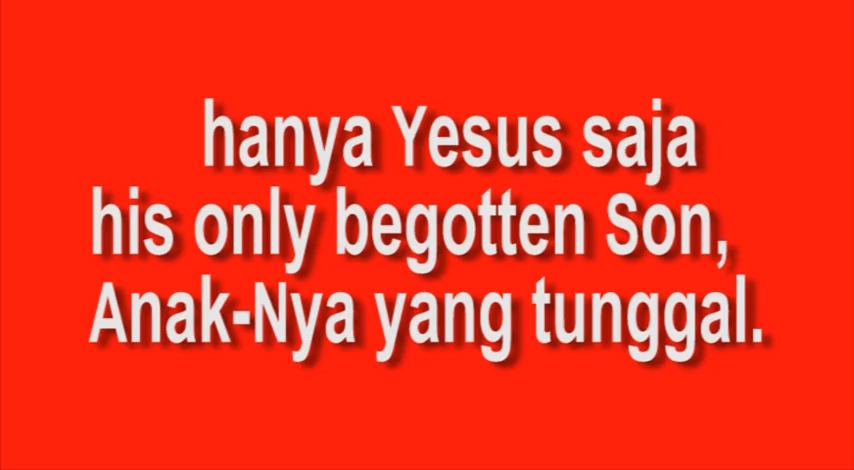 hanya Yesus saja
his only begotten Son,
Anak-Nya yang tunggal.